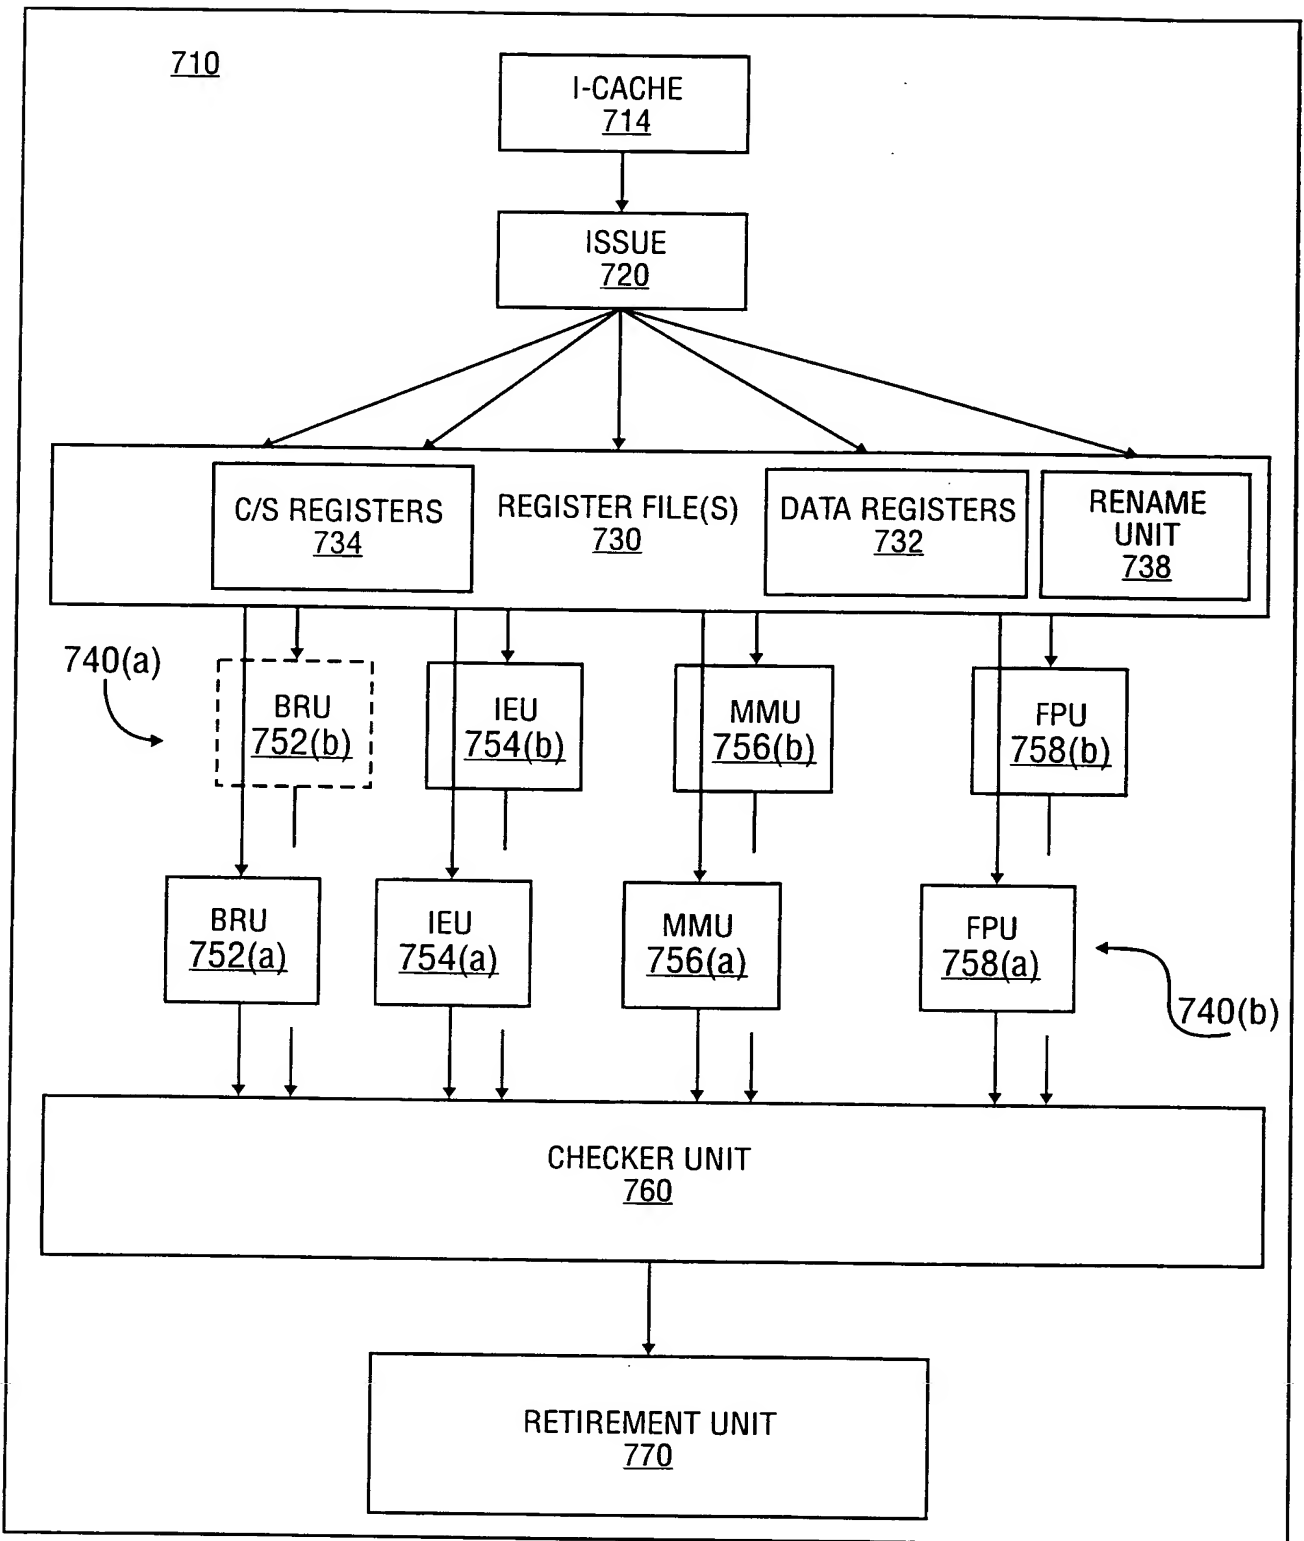 710
I-CACHE
714
ISSUE
720
C/S REGISTERS
734
REGISTER FILE(S)
730
DATA REGISTERS
732
RENAME
UNIT
738
740(a)
BRU
752(b)
IEU
754(b)
MMU
756(b)
FPU
758(b)
BRU
752(a)
IEU
754(a)
MMU
756(a)
FPU
758(a)
740(b)
CHECKER UNIT
760
RETIREMENT UNIT
770